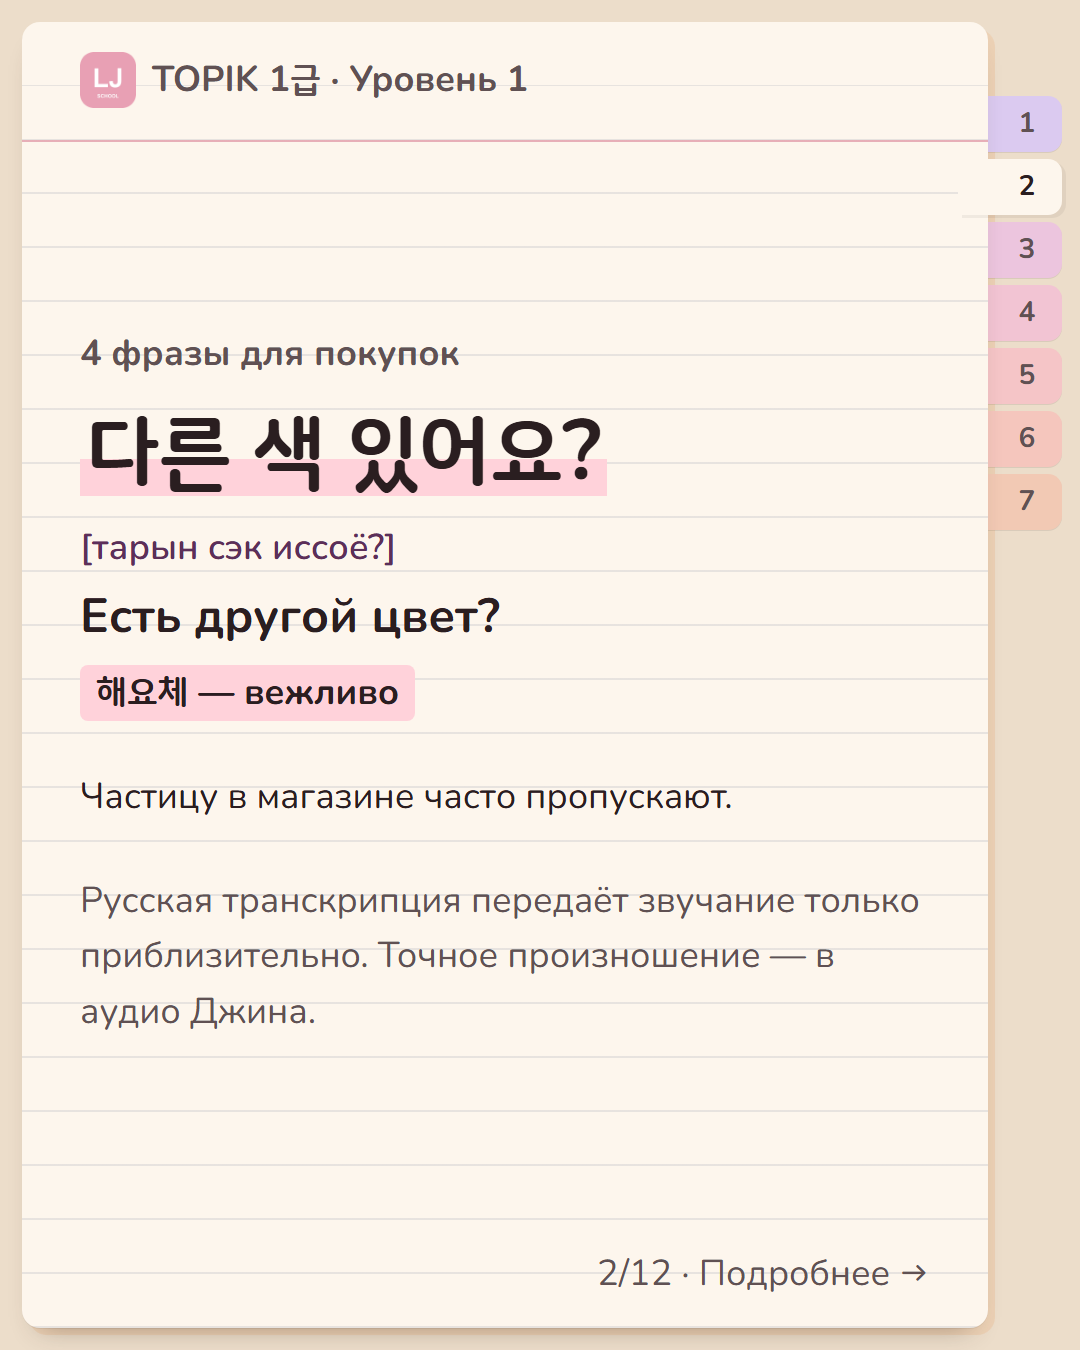 LJ
SCHOOL
TOPIK 1급 · Уровень 1
1
2
3
4
5
6
7
4 фразы для покупок
다른 색 있어요?
[тарын сэк иссоё?]
Есть другой цвет?
해요체 — вежливо
Частицу в магазине часто пропускают.
Русская транскрипция передаёт звучание только
приблизительно. Точное произношение — в
аудио Джина.
2/12 · Подробнее →